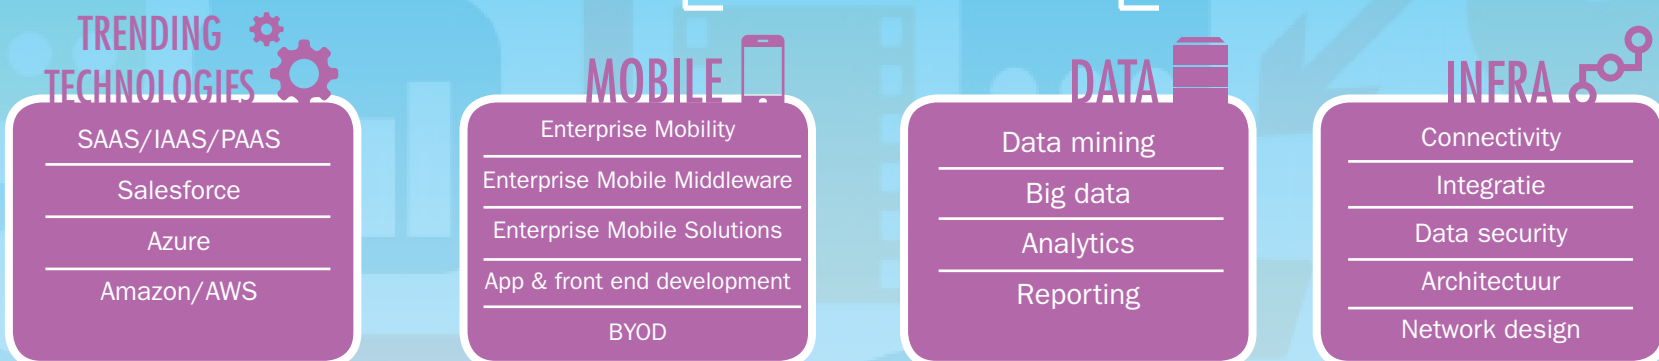 TRENDING
TECHNOLOGIES
SAAS/IAAS/PAAS
Salesforce
Azure
Amazon/AWS
MOBILE
Enterprise Mobility
Enterprise Mobile Middleware
Enterprise Mobile Solutions
App & front end development
BYOD
DATA
Data mining
Big data
Analytics
Reporting
INFRA
Connectivity
Integratie
Data security
Architectuur
Network design